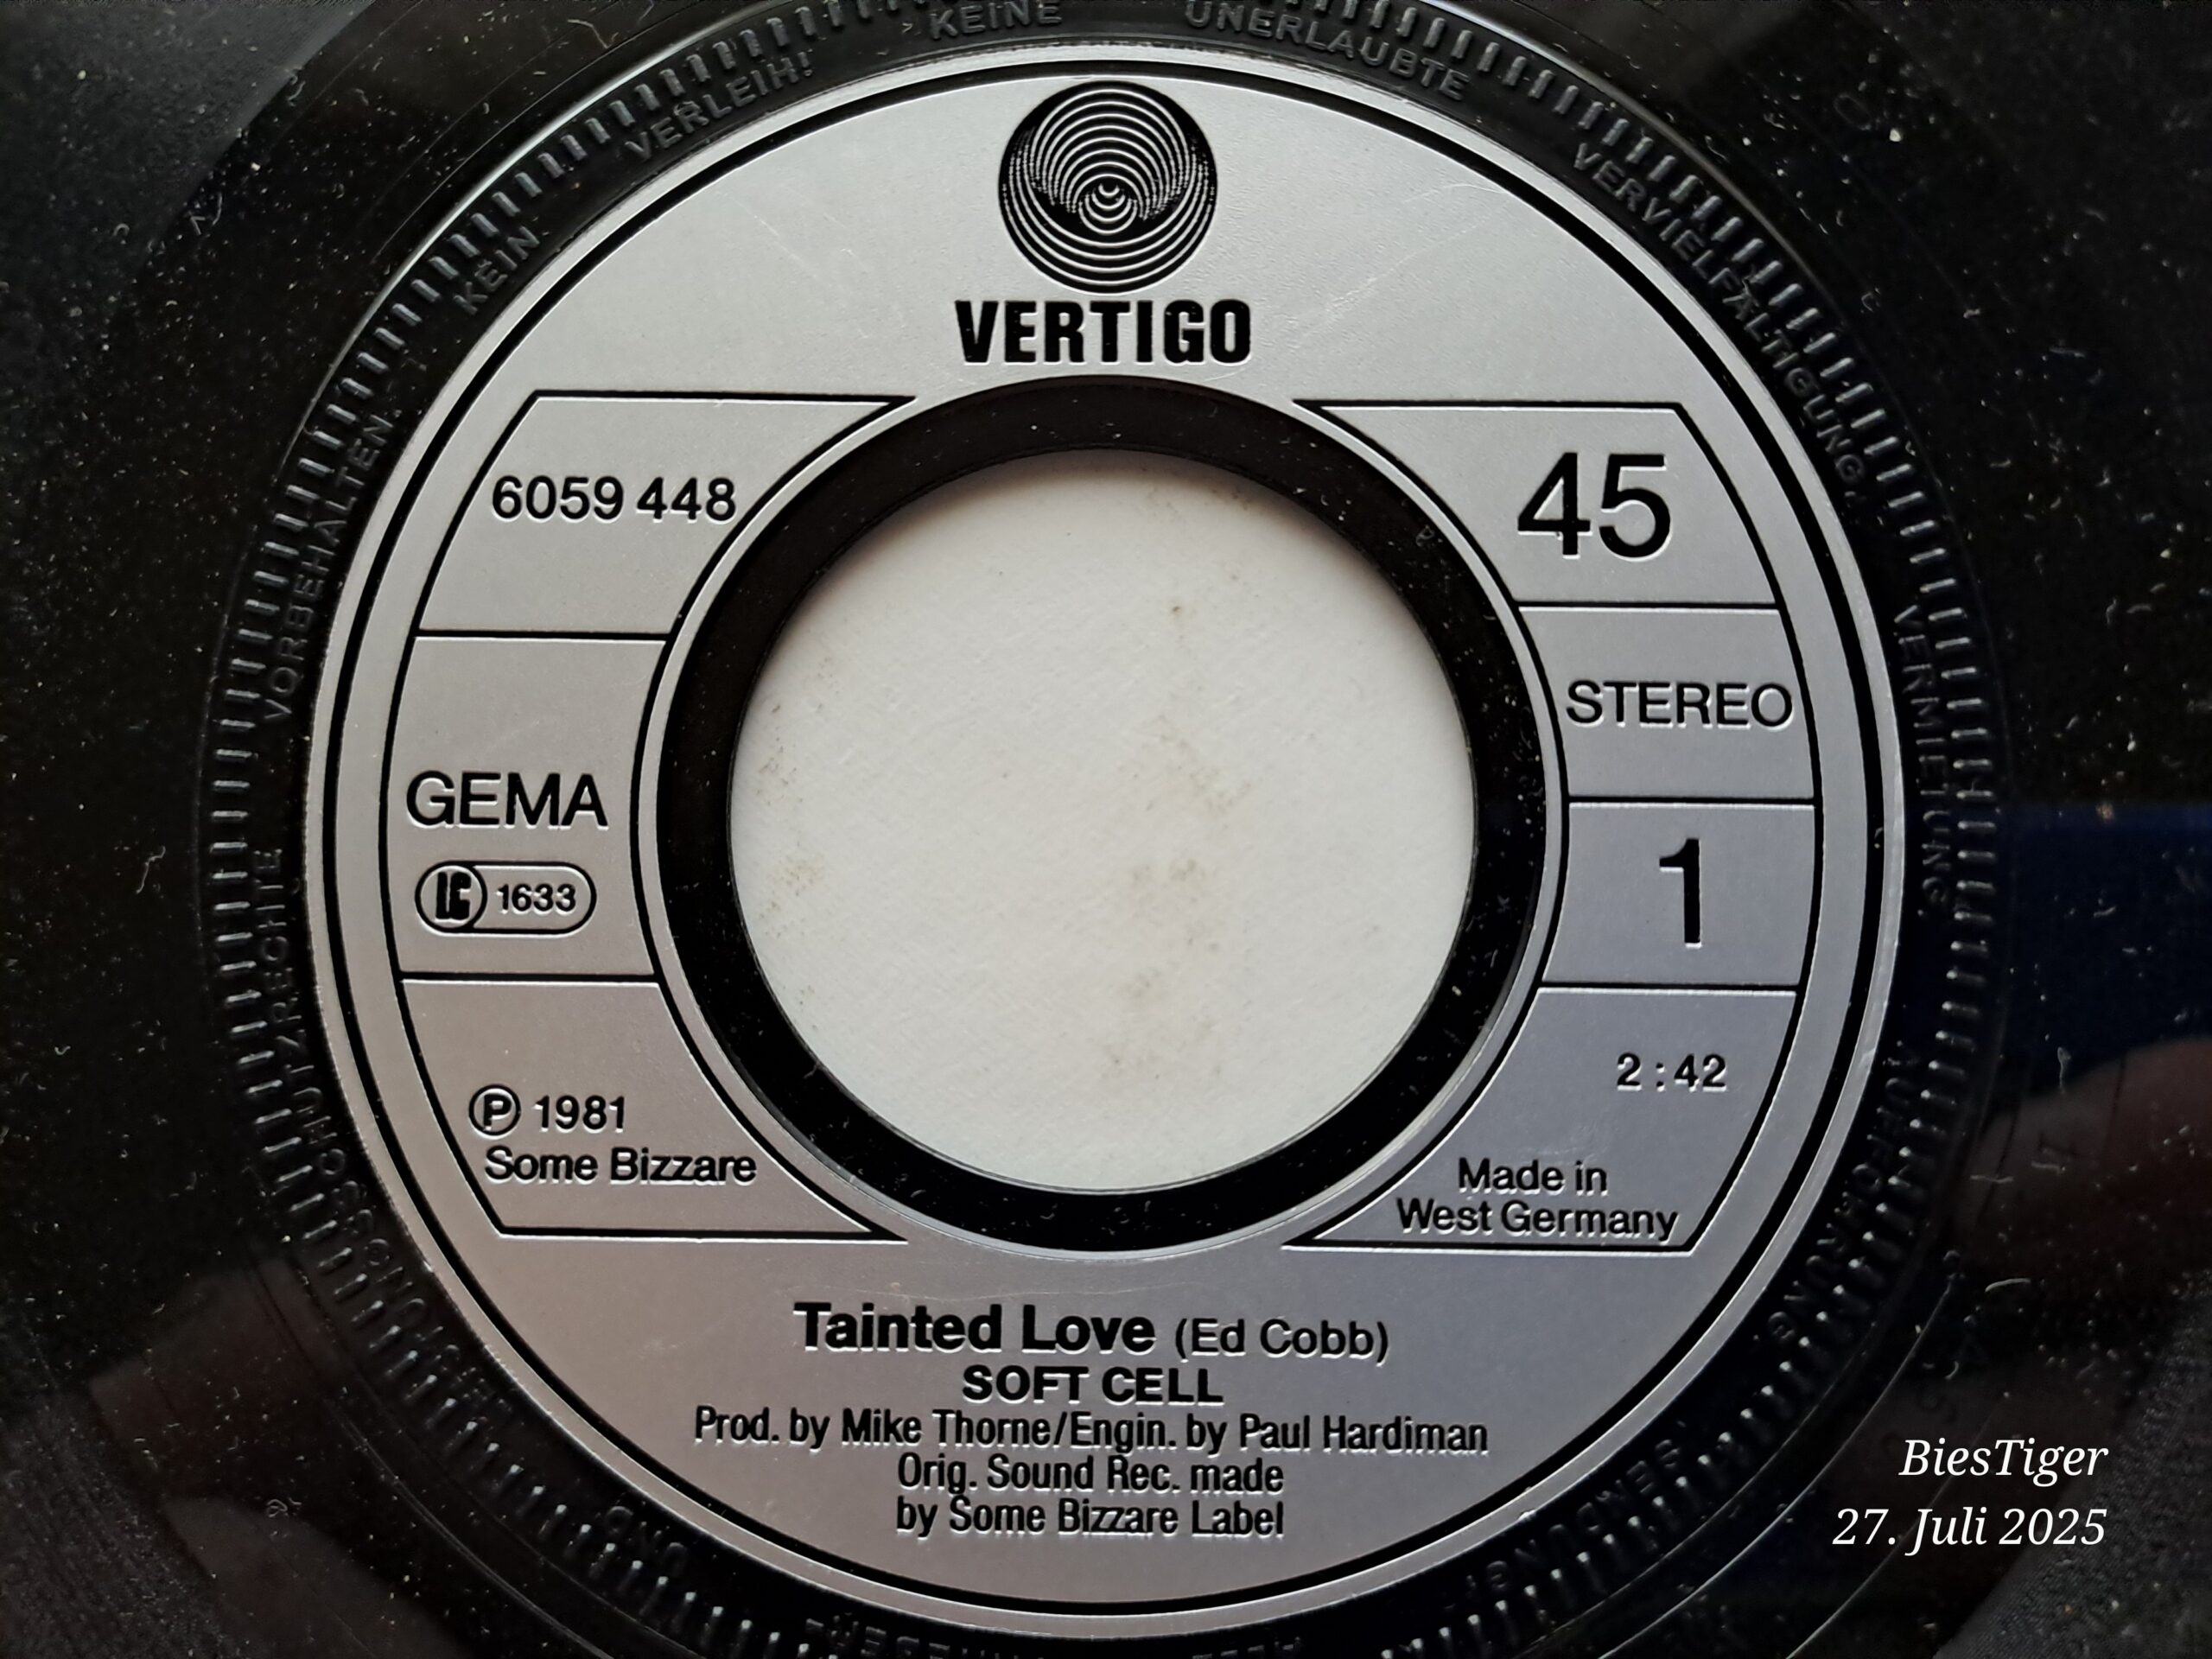 KEIN VERLEIH! KEINE UNERLAUBTE VERVIELFÄLTIGUNG, VERMIETUNG,
VORBEHALTEN
VERTIGO
6059 448
45
STEREO
GEMA
LC 1633
1
℗ 1981
Some Bizzare
2:42
Made in
West Germany
Tainted Love (Ed Cobb)
SOFT CELL
Prod. by Mike Thorne/Engin. by Paul Hardiman
Orig. Sound Rec. made
by Some Bizzare Label
BiesTiger
27. Juli 2025